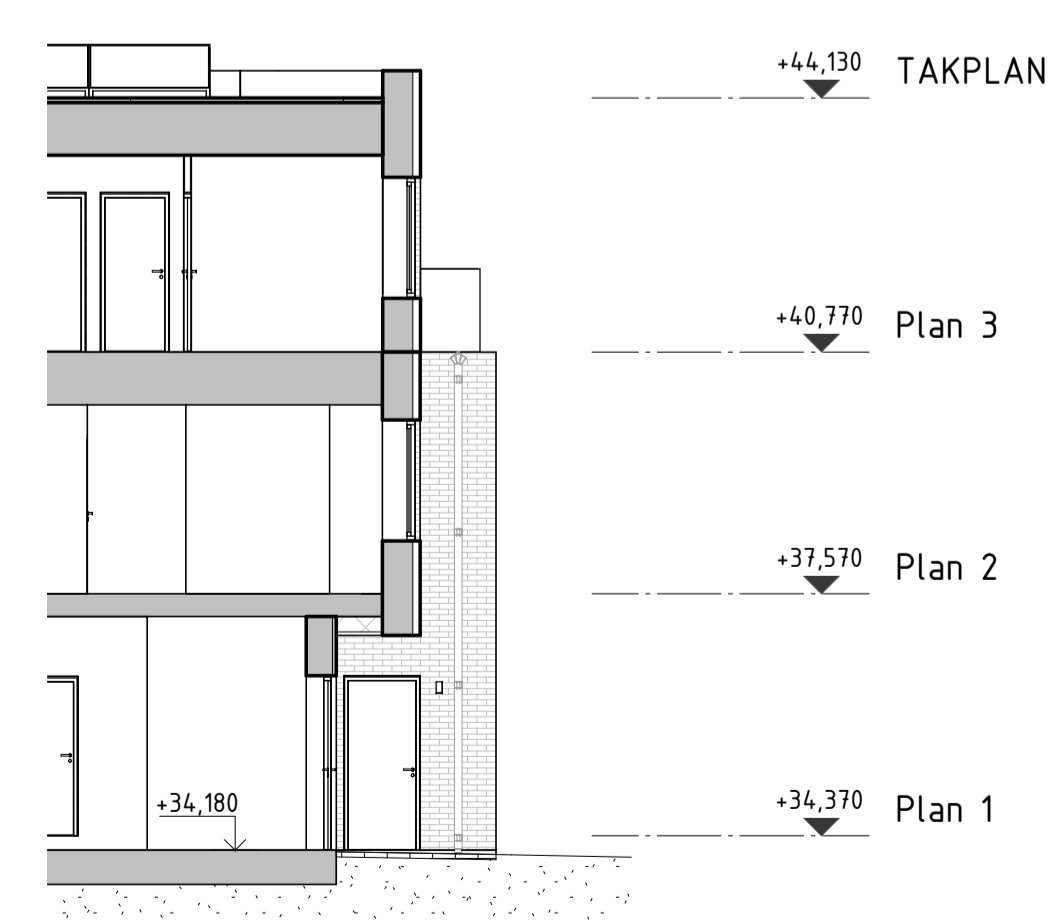 +44,130 TAKPLAN
+40,770 Plan 3
+37,570 Plan 2
+34,370 Plan 1
+34,180